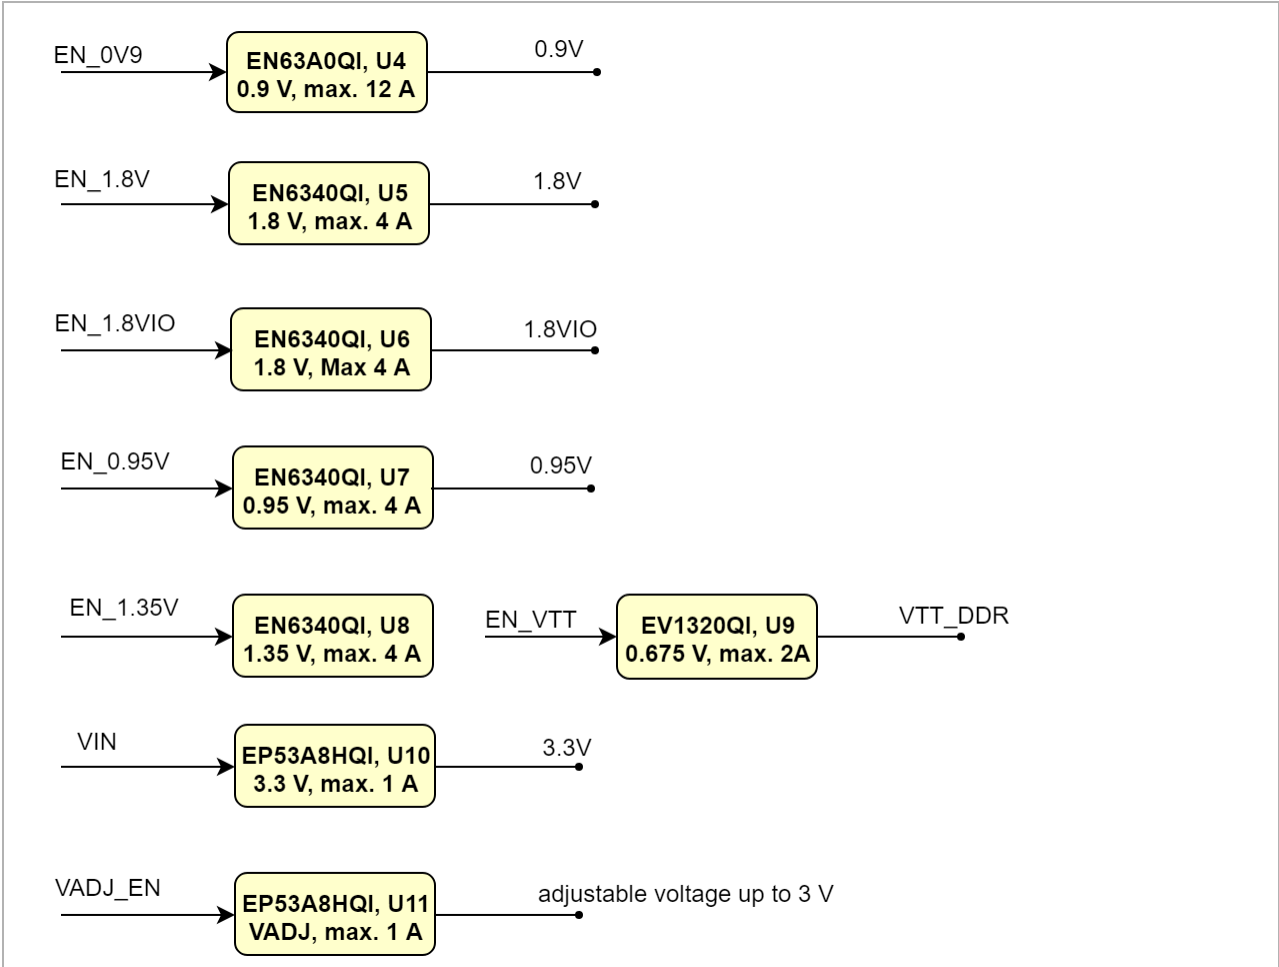 EN_0V9
EN63A0QI, U4
0.9 V, max. 12 A
0.9V
EN_1.8V
EN6340QI, U5
1.8 V, max. 4 A
1.8V
EN_1.8VIO
EN6340QI, U6
1.8 V, Max 4 A
1.8VIO
EN_0.95V
EN6340QI, U7
0.95 V, max. 4 A
0.95V
EN_1.35V
EN6340QI, U8
1.35 V, max. 4 A
EN_VTT
EV1320QI, U9
0.675 V, max. 2A
VTT_DDR
VIN
EP53A8HQI, U10
3.3 V, max. 1 A
3.3V
VADJ_EN
EP53A8HQI, U11
VADJ, max. 1 A
adjustable voltage up to 3 V